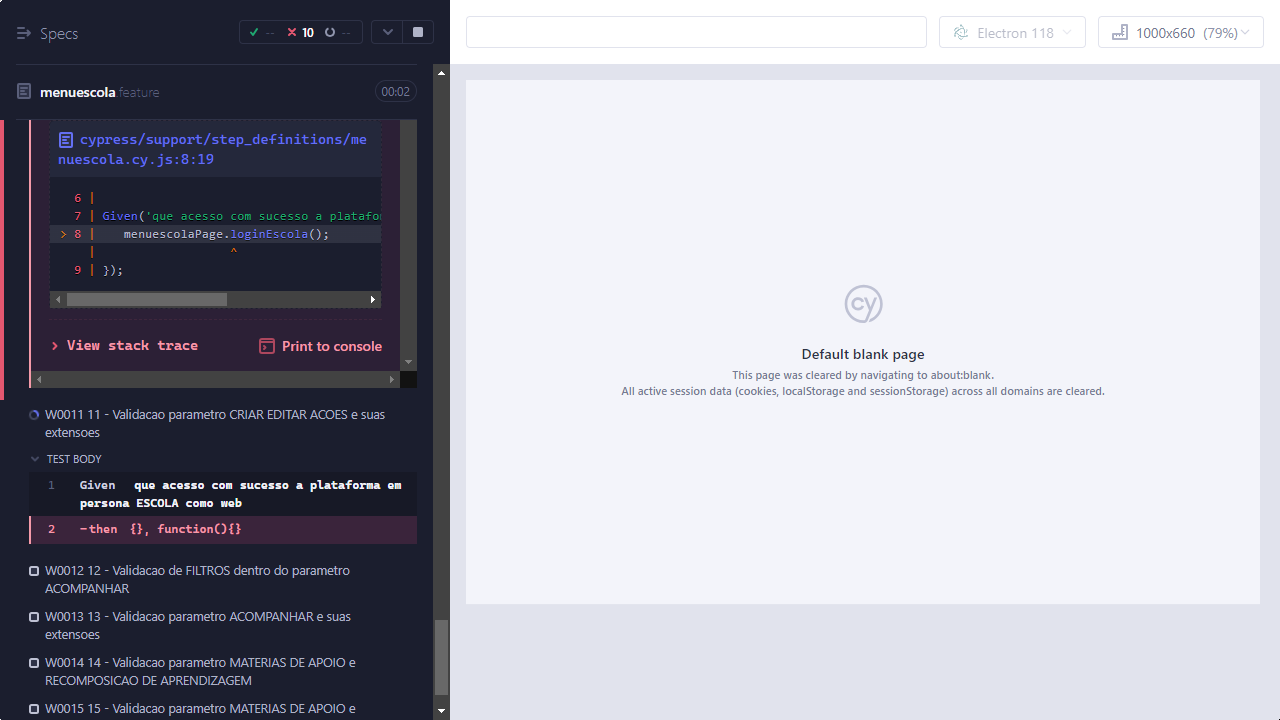 Specs
-- 10 --
menuescola.feature
00:02
cypress/support/step_definitions/me
nuescola.cy.js:8:19
6 |
7 | Given('que acesso com sucesso a platafor
> 8 | menuescolaPage.loginEscola();
| ^
9 | });
> View stack trace
Print to console
W0011 11 - Validacao parametro CRIAR EDITAR ACOES e suas
extensoes
TEST BODY
1 Given que acesso com sucesso a plataforma em
persona ESCOLA como web
2 -then {}, function(){}
W0012 12 - Validacao de FILTROS dentro do parametro
ACOMPANHAR
W0013 13 - Validacao parametro ACOMPANHAR e suas
extensoes
W0014 14 - Validacao parametro MATERIAS DE APOIO e
RECOMPOSICAO DE APRENDIZAGEM
W0015 15 - Validacao parametro MATERIAS DE APOIO e
Electron 118
1000x660 (79%)
cy
Default blank page
This page was cleared by navigating to about:blank.
All active session data (cookies, localStorage and sessionStorage) across all domains are cleared.